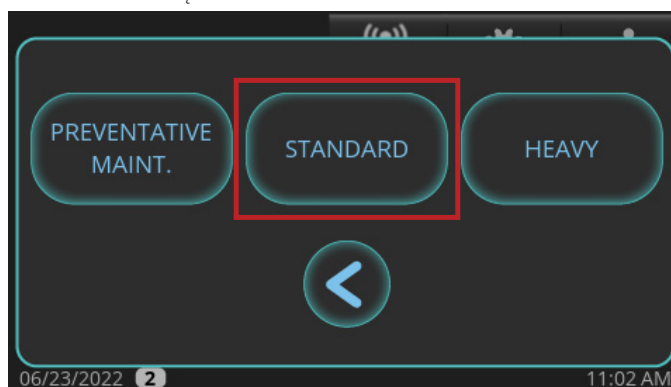 PREVENTATIVE
MAINT.
STANDARD
HEAVY
06/23/2022 2
11:02 AM